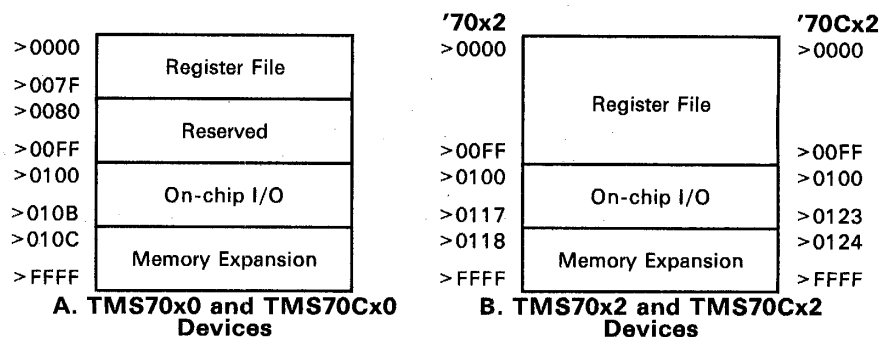 >0000
Register File
>007F
>0080
Reserved
>00FF
>0100
On-chip I/O
>010B
>010C
Memory Expansion
>FFFF
A. TMS70x0 and TMS70Cx0
Devices
'70x2
'70Cx2
>0000
>0000
Register File
>00FF
>00FF
>0100
>0100
On-chip I/O
>0117
>0123
>0118
>0124
Memory Expansion
>FFFF
>FFFF
B. TMS70x2 and TMS70Cx2
Devices